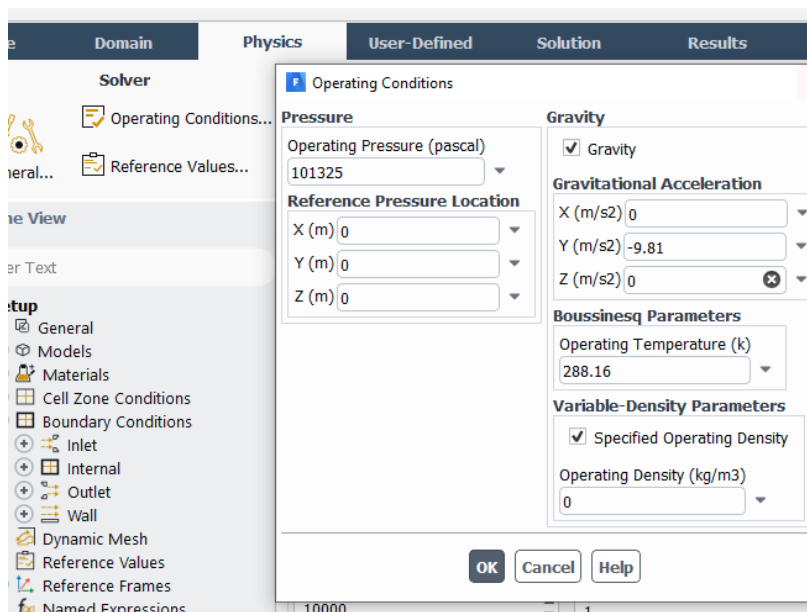 Domain
Physics
User-Defined
Solution
Results
Solver
Operating Conditions...
Reference Values...
Operating Conditions
Pressure
Operating Pressure (pascal)
101325
Reference Pressure Location
X (m) 0
Y (m) 0
Z (m) 0
Gravity
Gravity
Gravitational Acceleration
X (m/s2) 0
Y (m/s2) -9.81
Z (m/s2) 0
Boussinesq Parameters
Operating Temperature (k)
288.16
Variable-Density Parameters
Specified Operating Density
Operating Density (kg/m3)
0
OK
Cancel
Help
neral...
ne View
er Text
etup
General
Models
Materials
Cell Zone Conditions
Boundary Conditions
Inlet
Internal
Outlet
Wall
Dynamic Mesh
Reference Values
Reference Frames
Named Expressions
10000